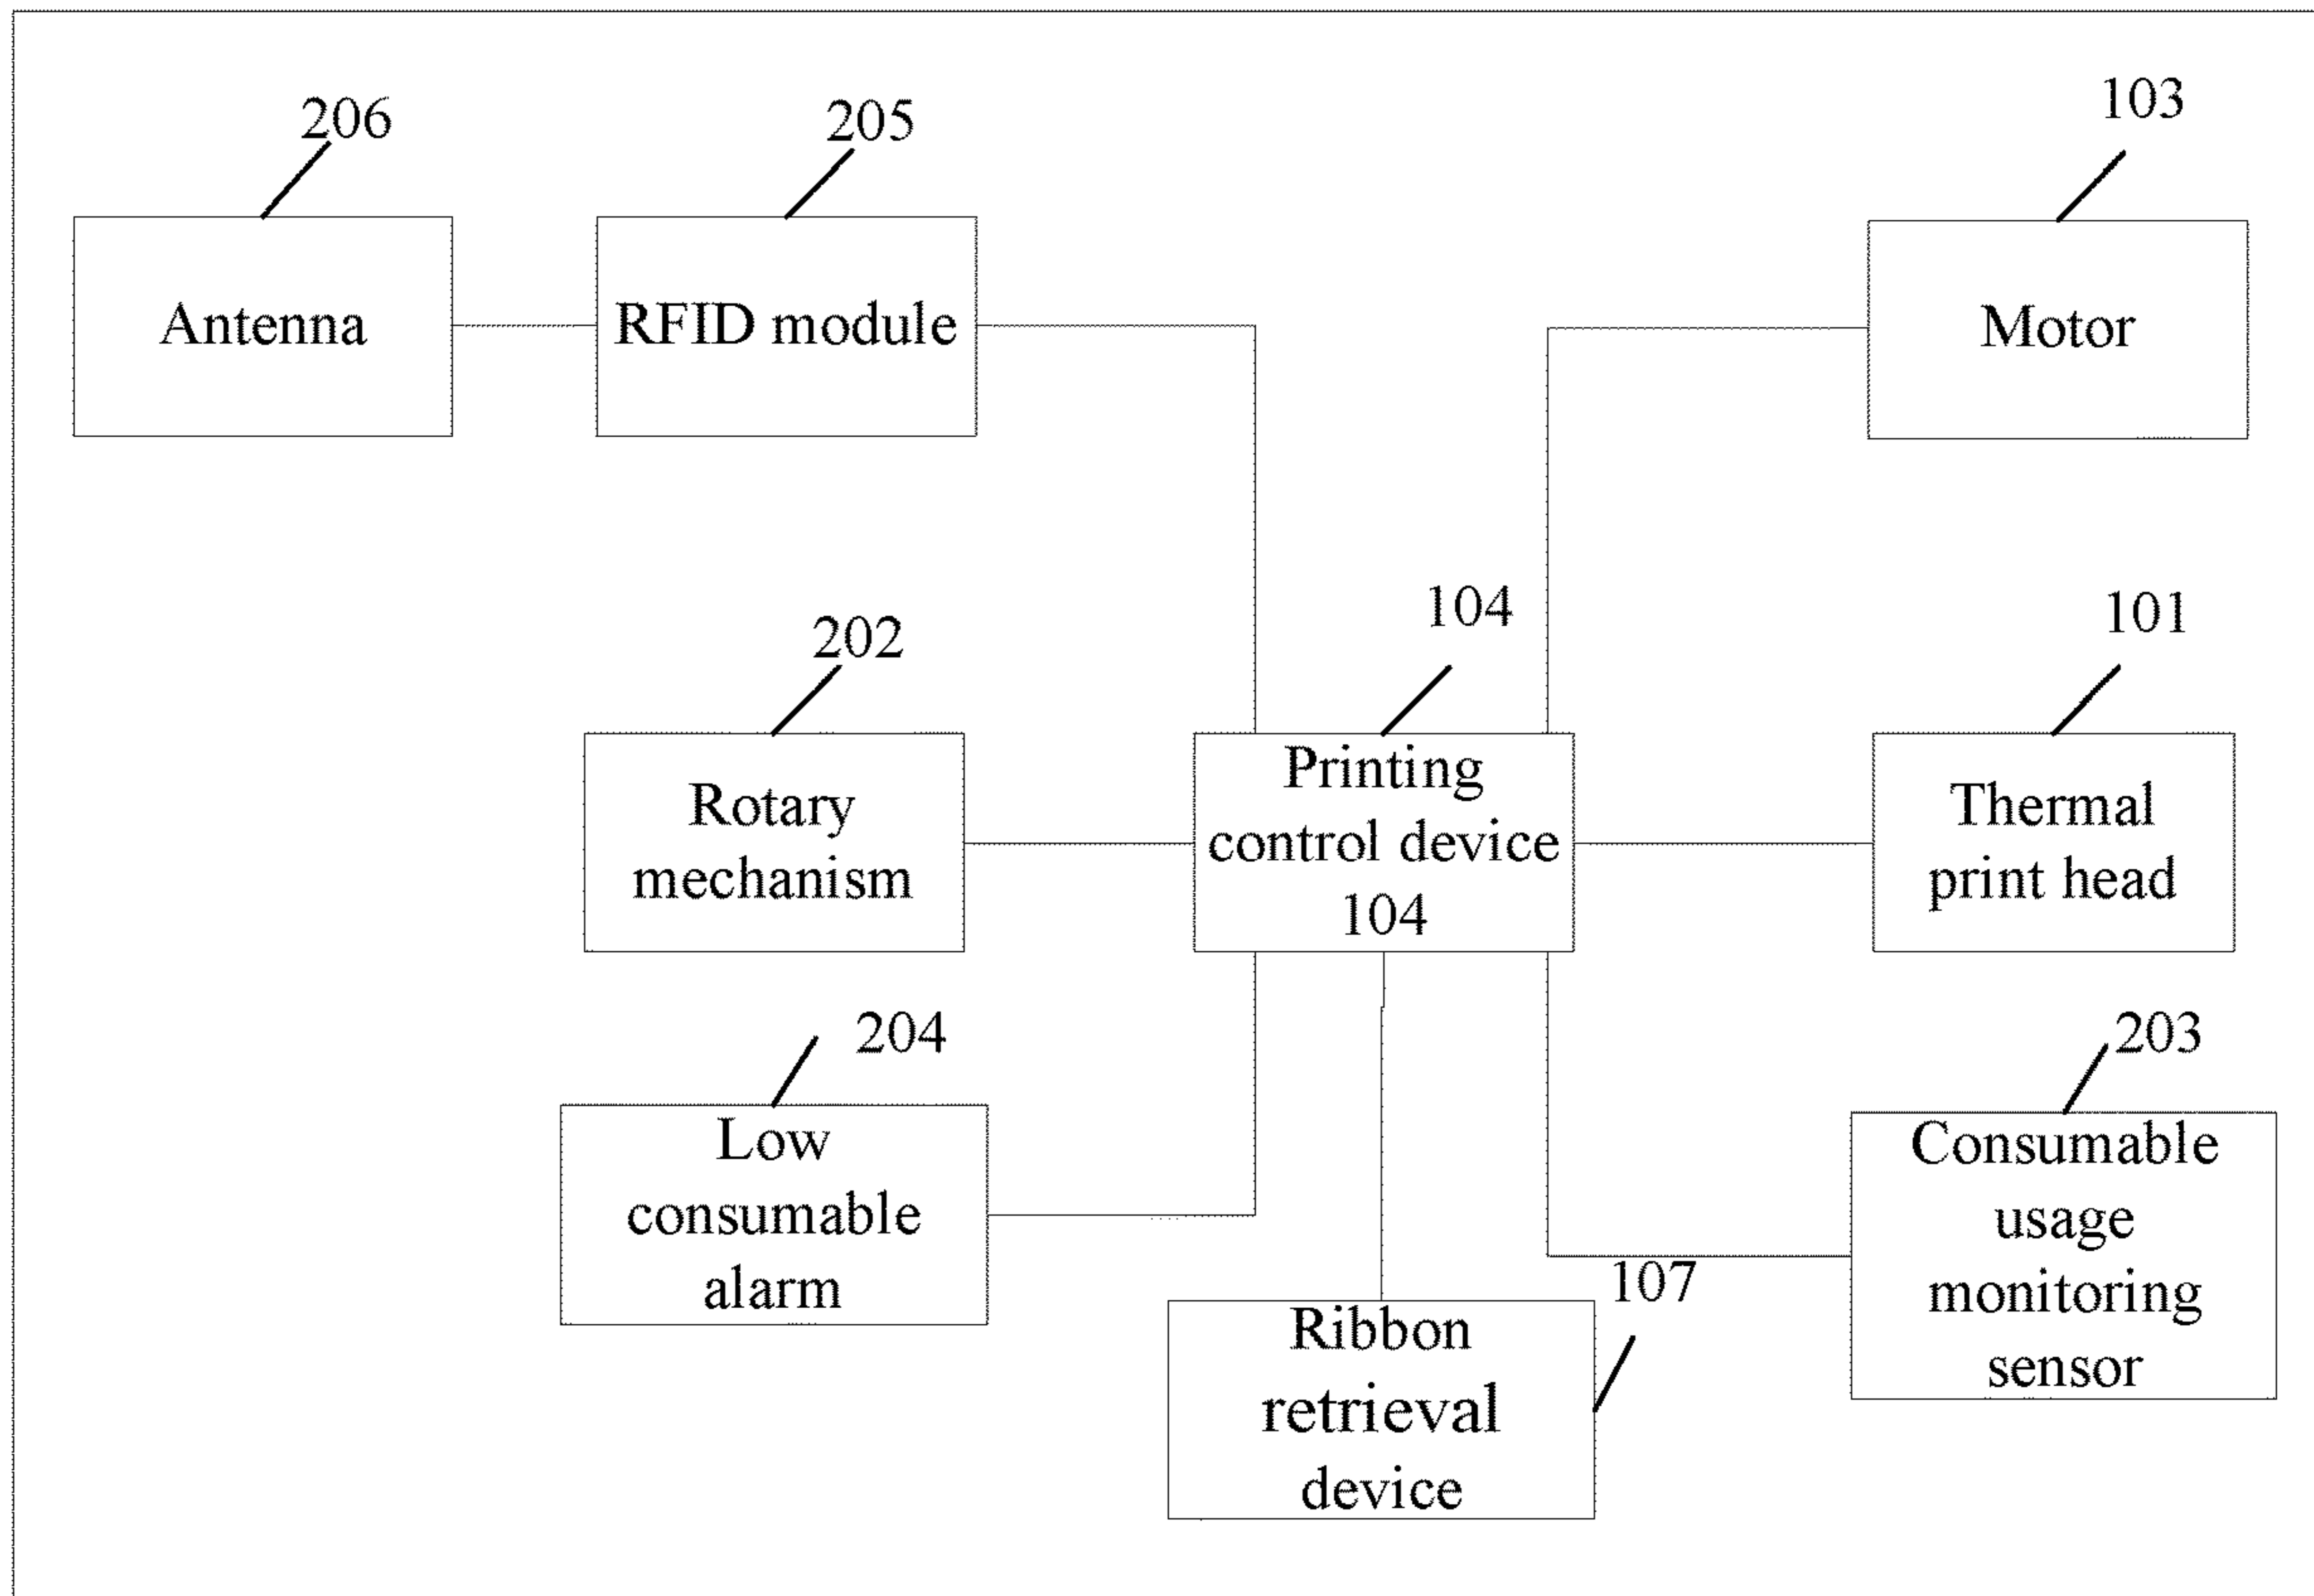 206
205
103
Antenna
RFID module
Motor
202
104
101
Rotary
mechanism
Printing
control device
104
Thermal
print head
204
203
Low
consumable
alarm
Consumable
usage
monitoring
sensor
107
Ribbon
retrieval
device